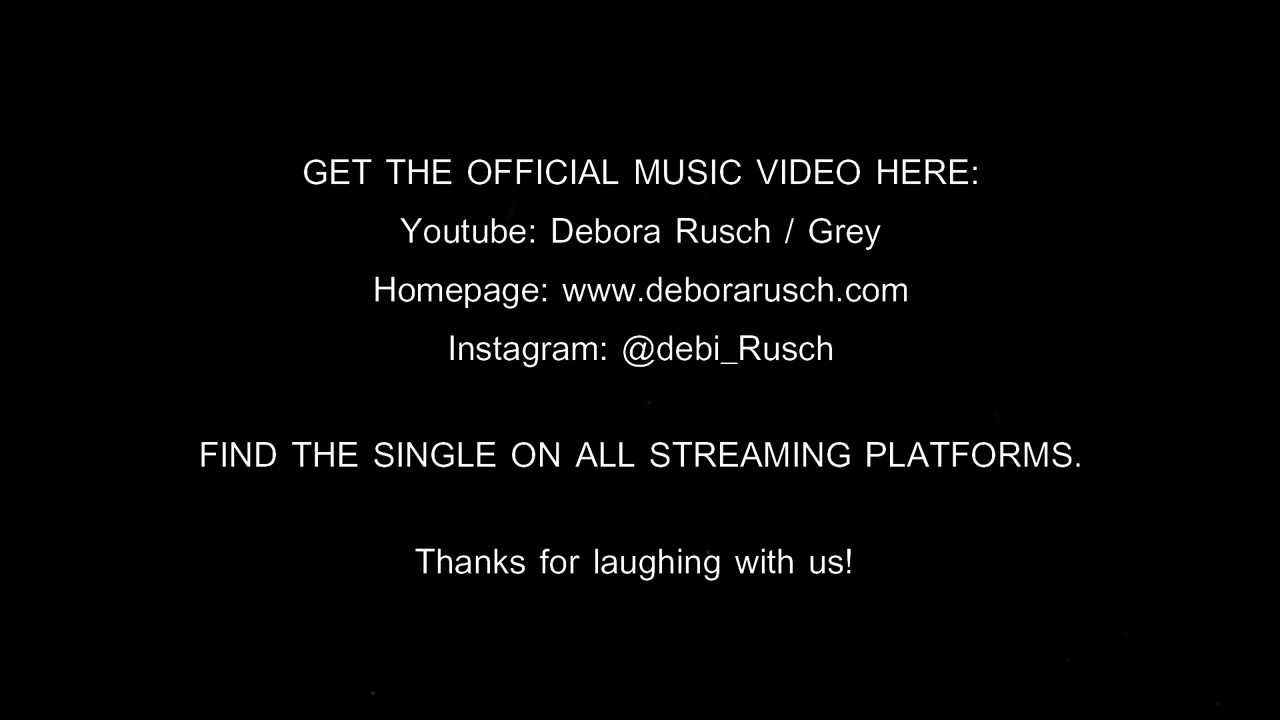 GET THE OFFICIAL MUSIC VIDEO HERE:
Youtube: Debora Rusch / Grey
Homepage: www.deborarusch.com
Instagram: @debi_Rusch
FIND THE SINGLE ON ALL STREAMING PLATFORMS.
Thanks for laughing with us!